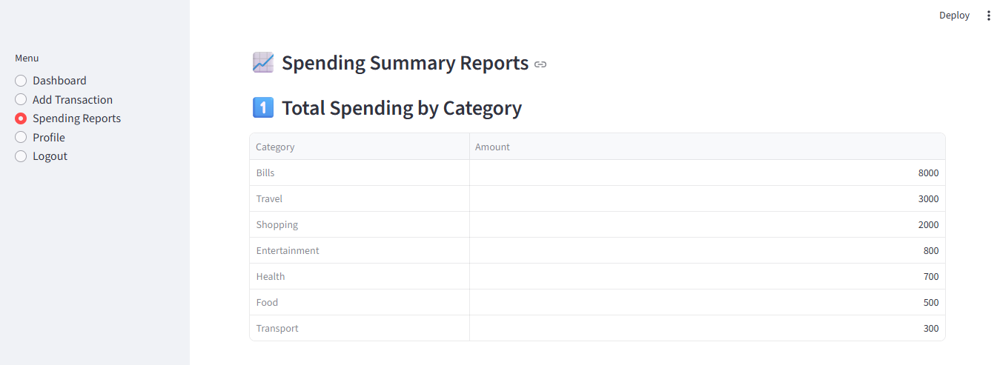 Deploy
Menu
Dashboard
Add Transaction
Spending Reports
Profile
Logout
📈 Spending Summary Reports
1️⃣ Total Spending by Category
Category Amount
Bills 8000
Travel 3000
Shopping 2000
Entertainment 800
Health 700
Food 500
Transport 300